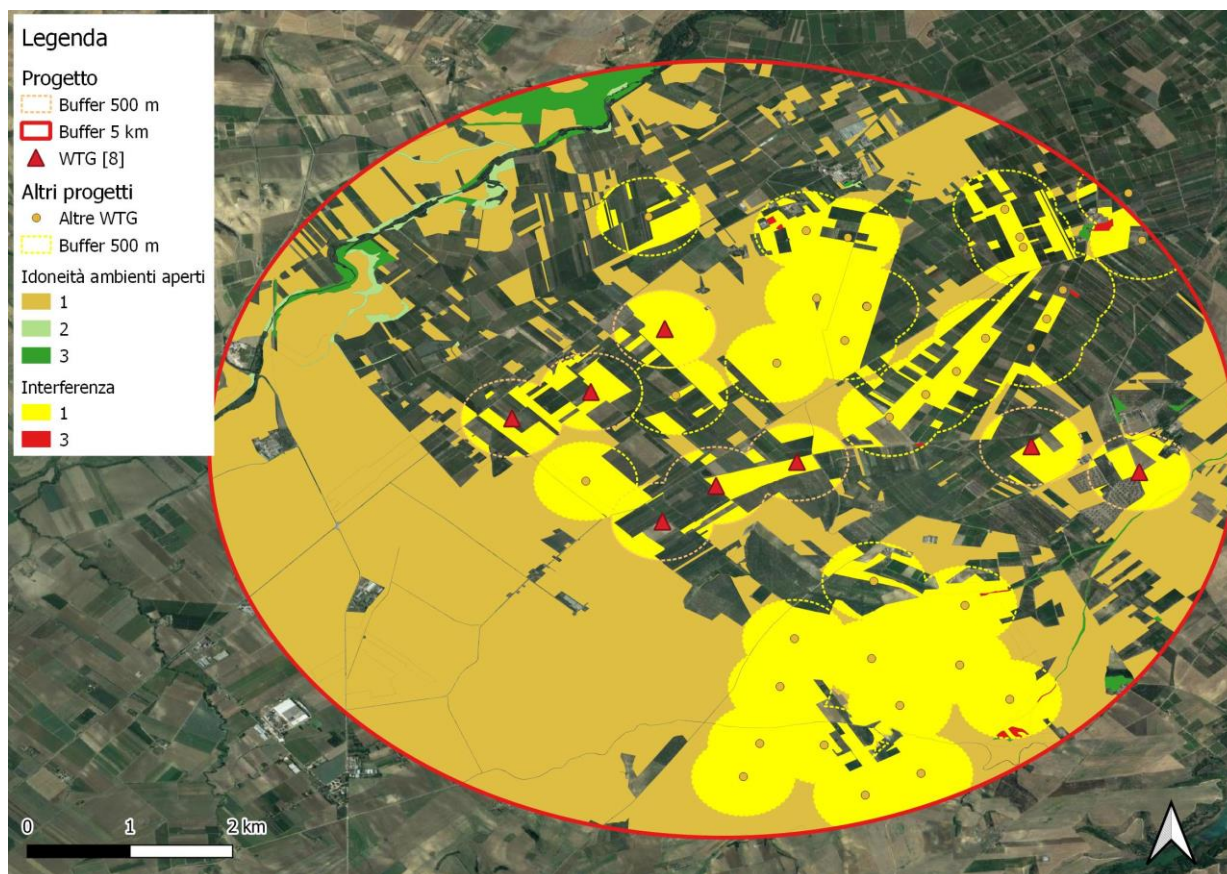 Legenda
Progetto
Buffer 500 m
Buffer 5 km
WTG [8]
Altri progetti
Altre WTG
Buffer 500 m
Idoneità ambienti aperti
1
2
3
Interferenza
1
3
0 1 2 km